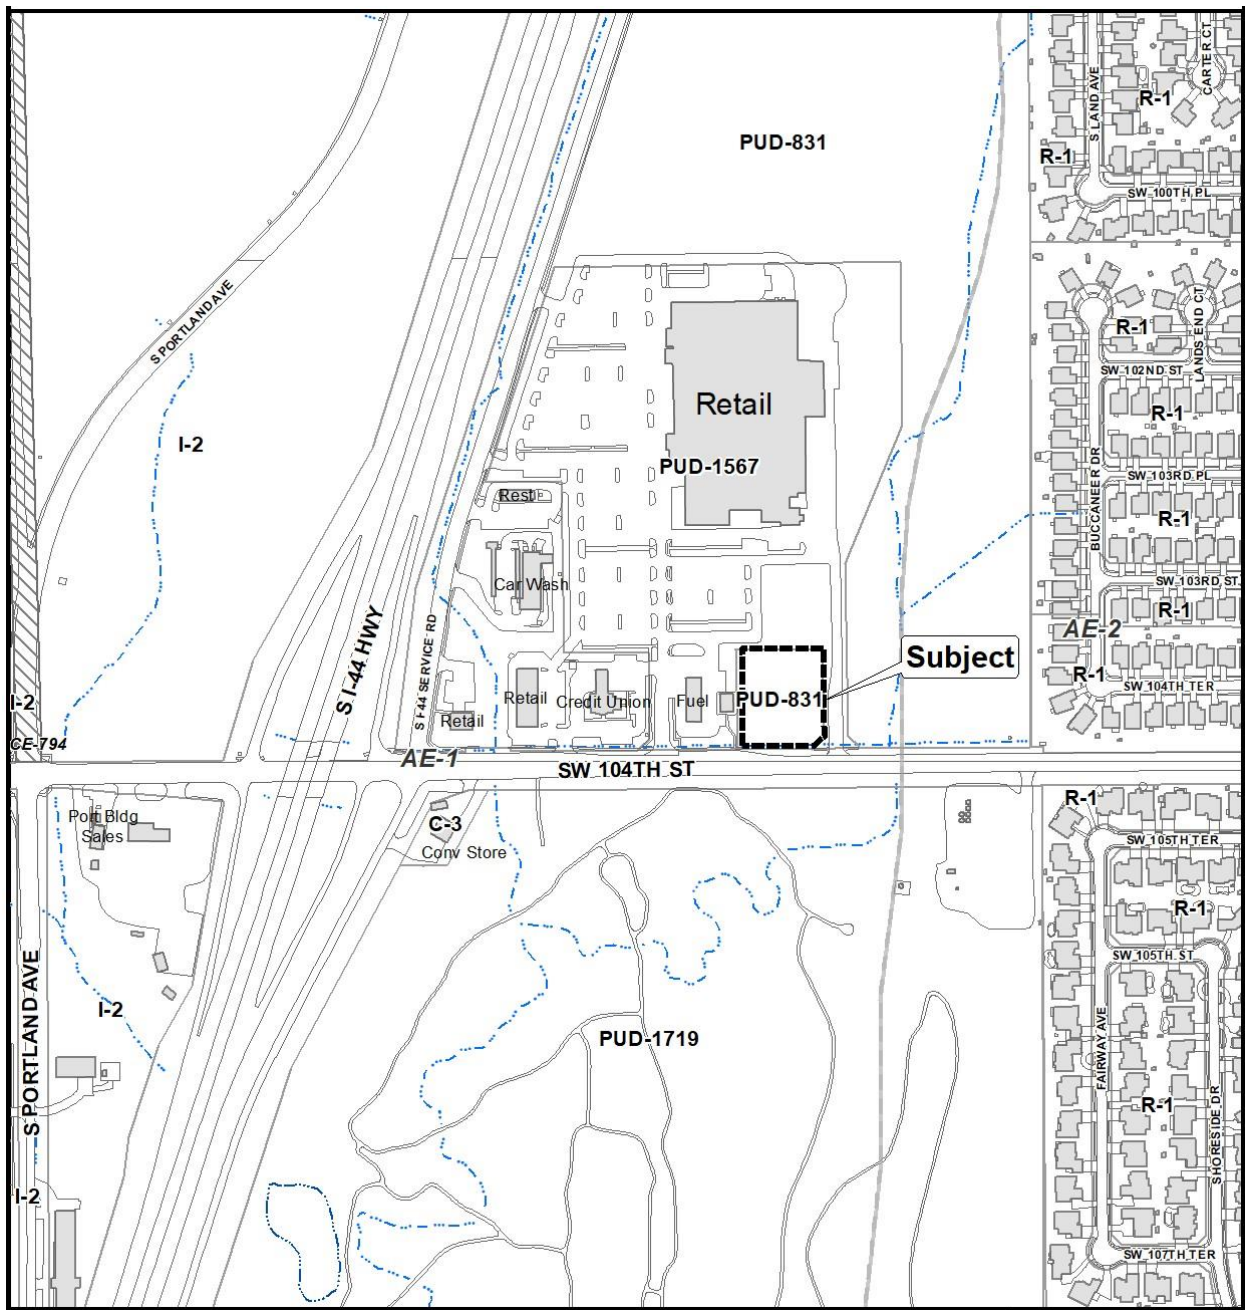 CARTER CT
S LAND AVE
R-1
PUD-831
R-1
SW 100TH PL
S PORTLAND AVE
LANDS END CT
R-1
SW 102ND ST
Retail
R-1
I-2
BUCCANEER DR
PUD-1567
SW 103RD PL
Rest
R-1
Car Wash
SW 103RD ST
R-1
S I-44 HWY
S I-44 SERVICE RD
AE-2
Subject
R-1
SW 104TH TER
I-2
Retail
Credit Union
Fuel
PUD-831
Retail
CE-794
AE-1
SW 104TH ST
R-1
Port Bldg
Sales
C-3
Conv Store
SW 105TH TER
R-1
SW 105TH ST
S PORTLAND AVE
I-2
PUD-1719
FAIRWAY AVE
R-1
SHORESIDE DR
I-2
SW 107TH TER